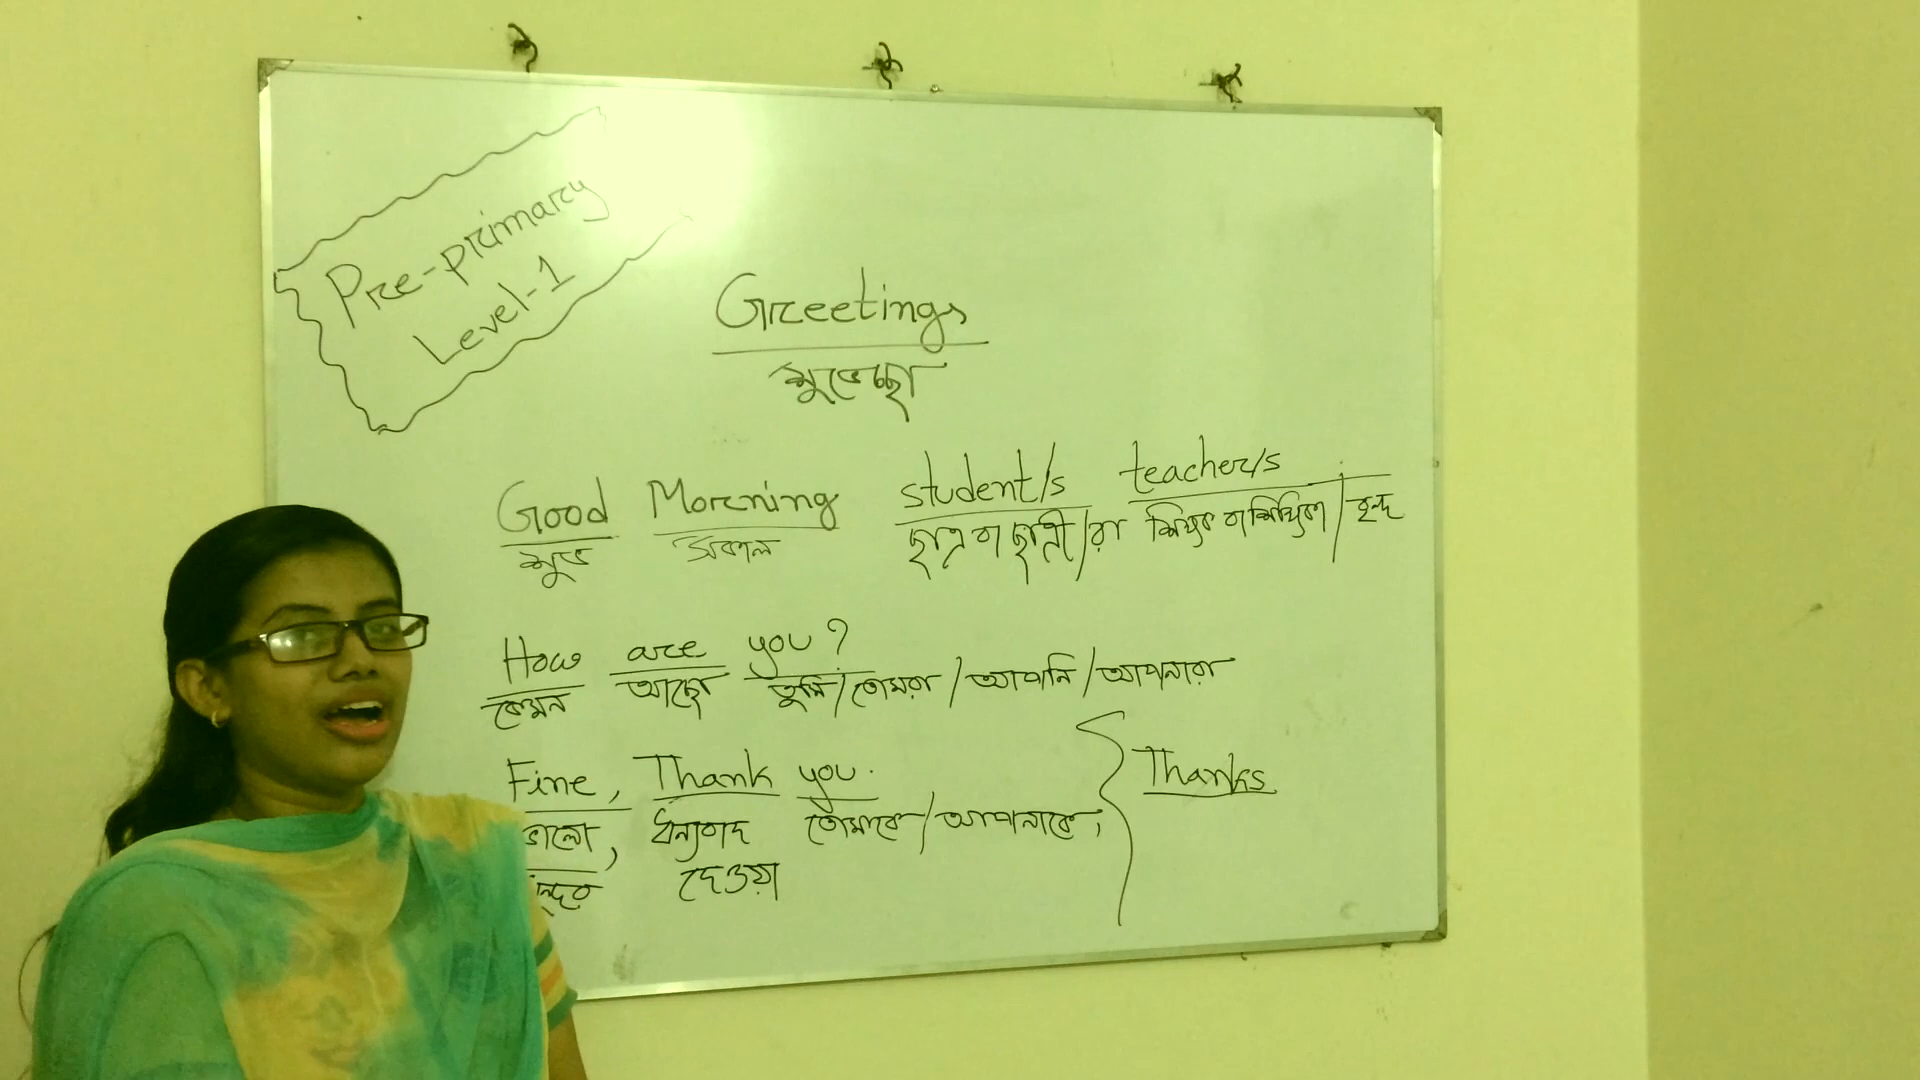 Pre-primary
Level-1
Greetings
শুভেচ্ছা
Good Morning student/s teacher/s
শুভ সকাল ছাত্র বা ছাত্রী/রা শিক্ষক বা শিক্ষিকা/বৃন্দ
How are you?
কেমন আছো তুমি/তোমরা/আপনি/আপনারা
Fine, Thank you.
ভালো, ধন্যবাদ তোমাকে/আপনাকে,
দেওয়া
Thanks